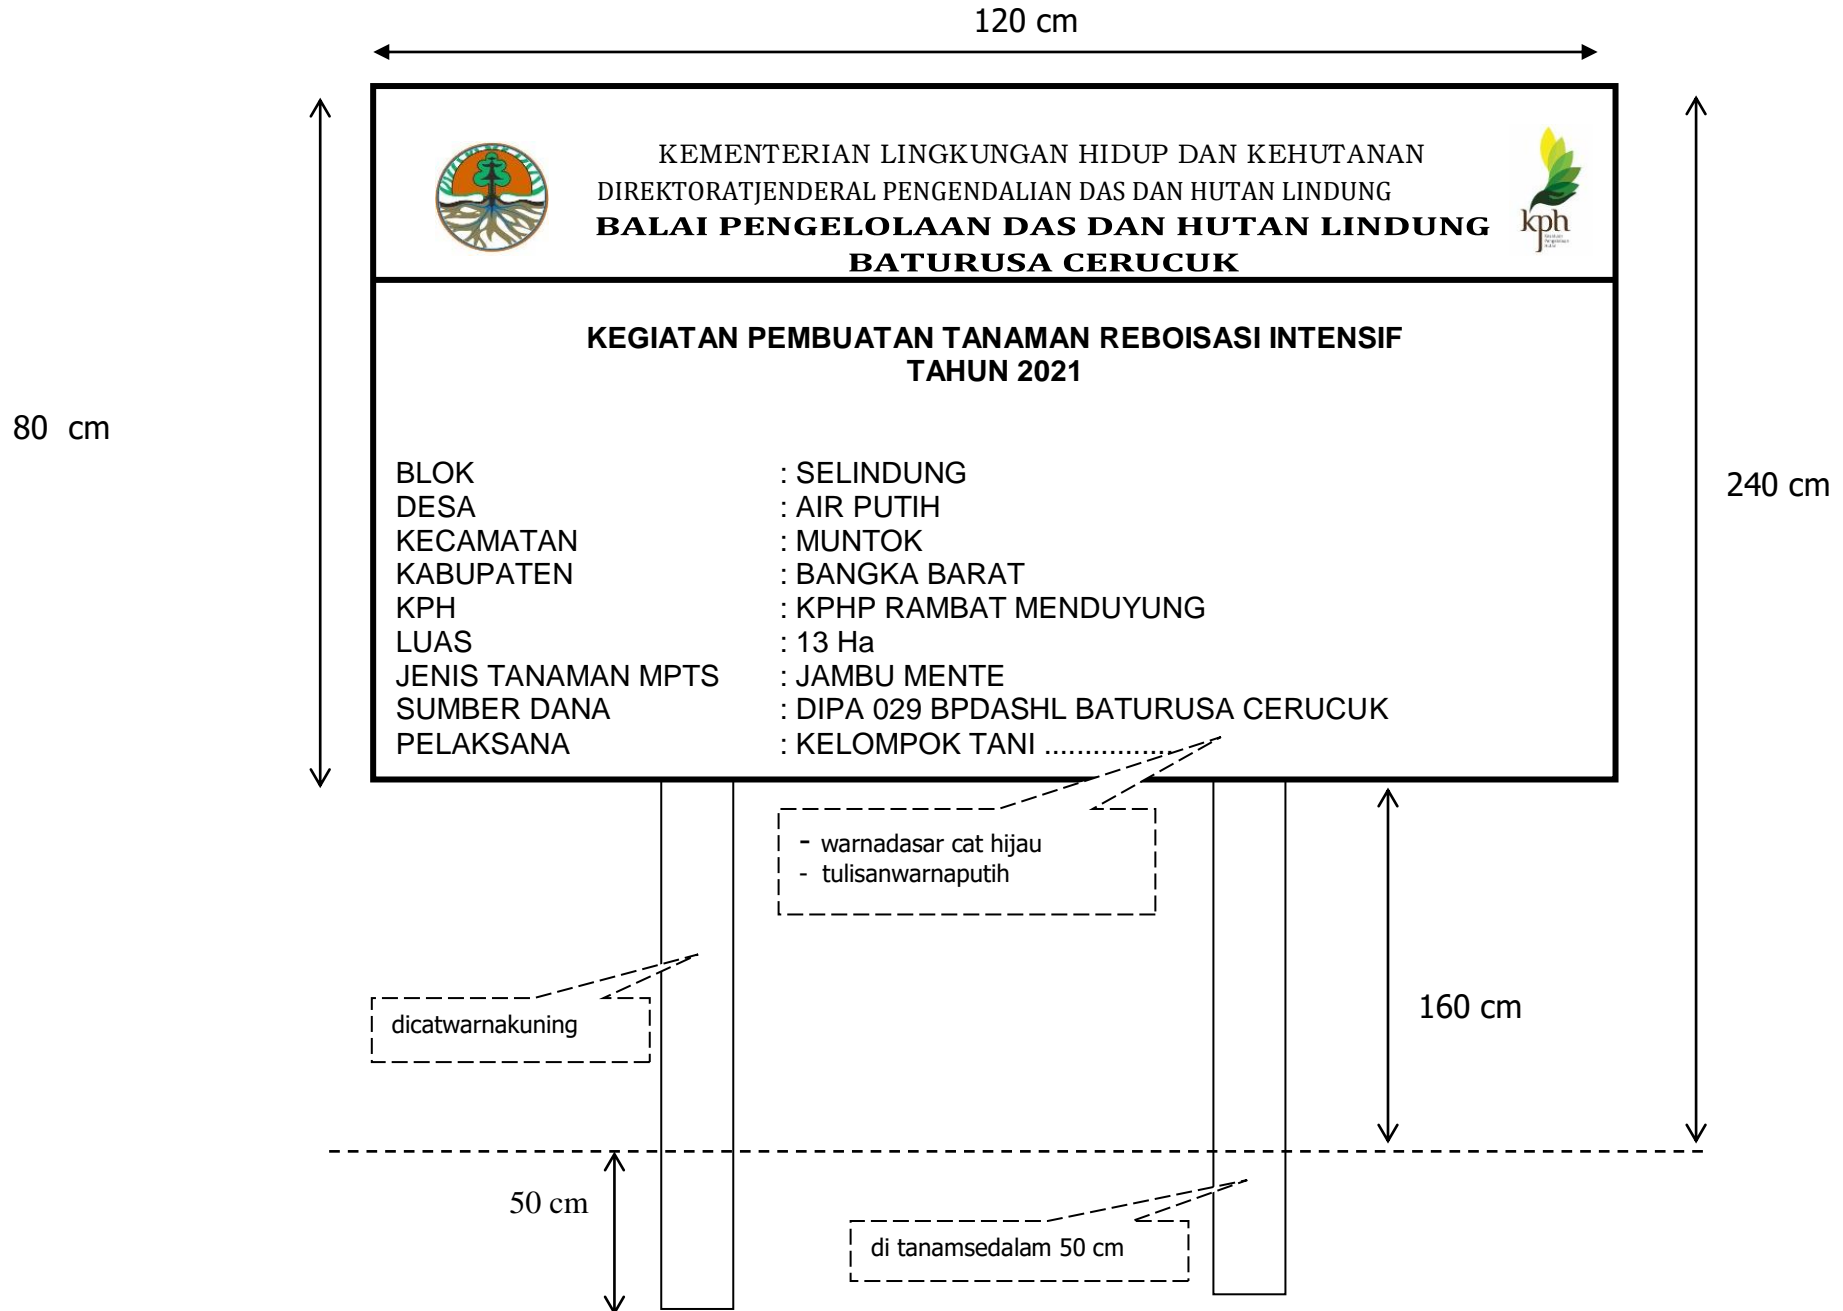 120 cm
KEMENTERIAN LINGKUNGAN HIDUP DAN KEHUTANAN
DIREKTORATJENDERAL PENGENDALIAN DAS DAN HUTAN LINDUNG
BALAI PENGELOLAAN DAS DAN HUTAN LINDUNG
BATURUSA CERUCUK
kph
KEGIATAN PEMBUATAN TANAMAN REBOISASI INTENSIF
TAHUN 2021
80 cm
240 cm
BLOK : SELINDUNG
DESA : AIR PUTIH
KECAMATAN : MUNTOK
KABUPATEN : BANGKA BARAT
KPH : KPHP RAMBAT MENDUYUNG
LUAS : 13 Ha
JENIS TANAMAN MPTS : JAMBU MENTE
SUMBER DANA : DIPA 029 BPDASHL BATURUSA CERUCUK
PELAKSANA : KELOMPOK TANI ................
- warnadasar cat hijau
- tulisanwarnaputih
dicatwarnakuning
160 cm
50 cm
di tanamsedalam 50 cm